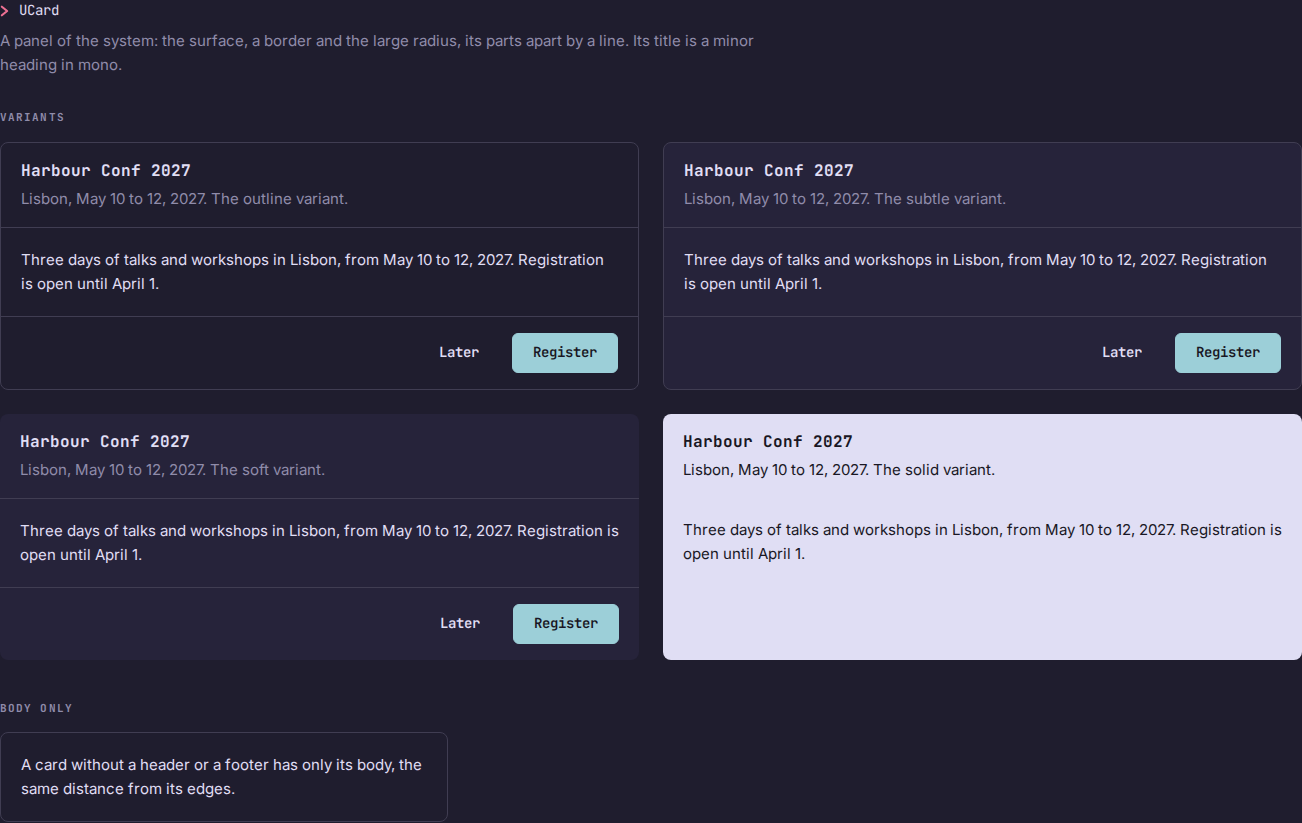 UCard
A panel of the system: the surface, a border and the large radius, its parts apart by a line. Its title is a minor
heading in mono.
VARIANTS
Harbour Conf 2027
Lisbon, May 10 to 12, 2027. The outline variant.
Three days of talks and workshops in Lisbon, from May 10 to 12, 2027. Registration
is open until April 1.
Later
Register
Harbour Conf 2027
Lisbon, May 10 to 12, 2027. The subtle variant.
Three days of talks and workshops in Lisbon, from May 10 to 12, 2027. Registration
is open until April 1.
Later
Register
Harbour Conf 2027
Lisbon, May 10 to 12, 2027. The soft variant.
Three days of talks and workshops in Lisbon, from May 10 to 12, 2027. Registration is
open until April 1.
Later
Register
Harbour Conf 2027
Lisbon, May 10 to 12, 2027. The solid variant.
Three days of talks and workshops in Lisbon, from May 10 to 12, 2027. Registration is
open until April 1.
BODY ONLY
A card without a header or a footer has only its body, the
same distance from its edges.